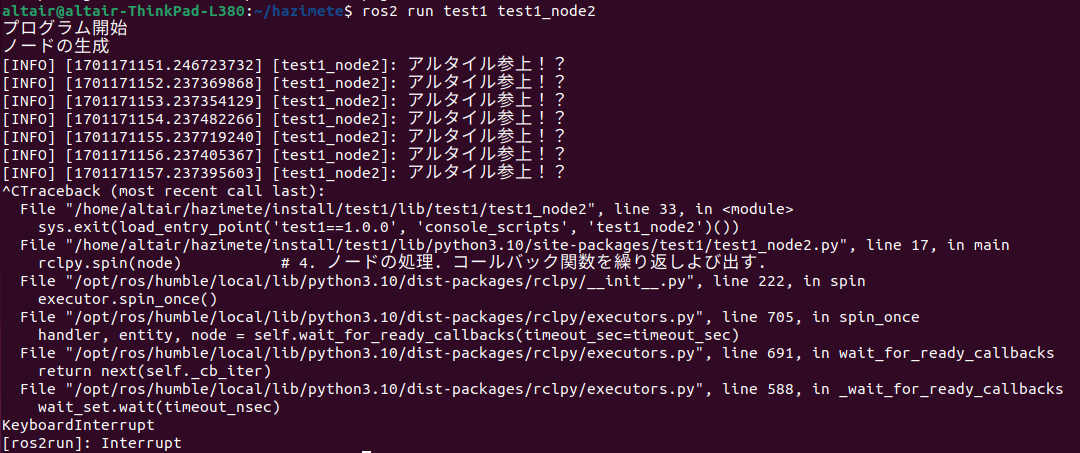 altair@altair-ThinkPad-L380:~/hazimete$ ros2 run test1 test1_node2
プログラム開始
ノードの生成
[INFO] [1701171151.246723732] [test1_node2]: アルタイル参上！？
[INFO] [1701171152.237369868] [test1_node2]: アルタイル参上！？
[INFO] [1701171153.237354129] [test1_node2]: アルタイル参上！？
[INFO] [1701171154.237482266] [test1_node2]: アルタイル参上！？
[INFO] [1701171155.237719240] [test1_node2]: アルタイル参上！？
[INFO] [1701171156.237405367] [test1_node2]: アルタイル参上！？
[INFO] [1701171157.237395603] [test1_node2]: アルタイル参上！？
^CTraceback (most recent call last):
  File "/home/altair/hazimete/install/test1/lib/test1/test1_node2", line 33, in <module>
    sys.exit(load_entry_point('test1==1.0.0', 'console_scripts', 'test1_node2')())
  File "/home/altair/hazimete/install/test1/lib/python3.10/site-packages/test1/test1_node2.py", line 17, in main
    rclpy.spin(node)           # 4. ノードの処理．コールバック関数を繰り返しよび出す．
  File "/opt/ros/humble/local/lib/python3.10/dist-packages/rclpy/__init__.py", line 222, in spin
    executor.spin_once()
  File "/opt/ros/humble/local/lib/python3.10/dist-packages/rclpy/executors.py", line 705, in spin_once
    handler, entity, node = self.wait_for_ready_callbacks(timeout_sec=timeout_sec)
  File "/opt/ros/humble/local/lib/python3.10/dist-packages/rclpy/executors.py", line 691, in wait_for_ready_callbacks
    return next(self._cb_iter)
  File "/opt/ros/humble/local/lib/python3.10/dist-packages/rclpy/executors.py", line 588, in _wait_for_ready_callbacks
    wait_set.wait(timeout_nsec)
KeyboardInterrupt
[ros2run]: Interrupt